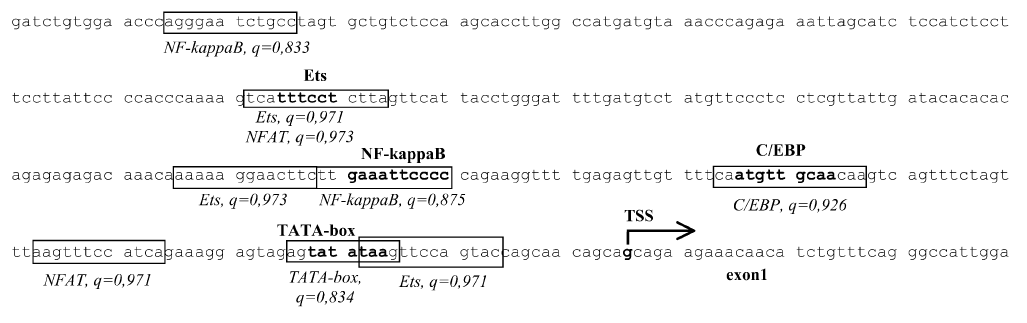 gatctgtgga acccagggaa tctgcctagt gctgtctcca agcaccttgg ccatgatgta aacccagaga aattagcatc tccatctcct
NF-kappaB, q=0,833
Ets
tccttattcc ccacccaaaa gtcatttcct cttagttcat tacctgggat tttgatgtct atgttccctc ctcgttattg atacacacac
Ets, q=0,971
NFAT, q=0,973
NF-kappaB
C/EBP
agagagagac aaacaaaaaa ggaacttctt gaaattcccc cagaaggttt tgagagttgt tttcaatgtt gcaacaagtc agtttctagt
Ets, q=0,973
NF-kappaB, q=0,875
C/EBP, q=0,926
TATA-box
TSS
ttaagttttcc atcagaaagg agtagagtat ataagttcca gtaccagcaa cagcagcaga agaaacaaca tctgtttcag ggccattgga
NFAT, q=0,971
TATA-box,
q=0,834
Ets, q=0,971
exon1